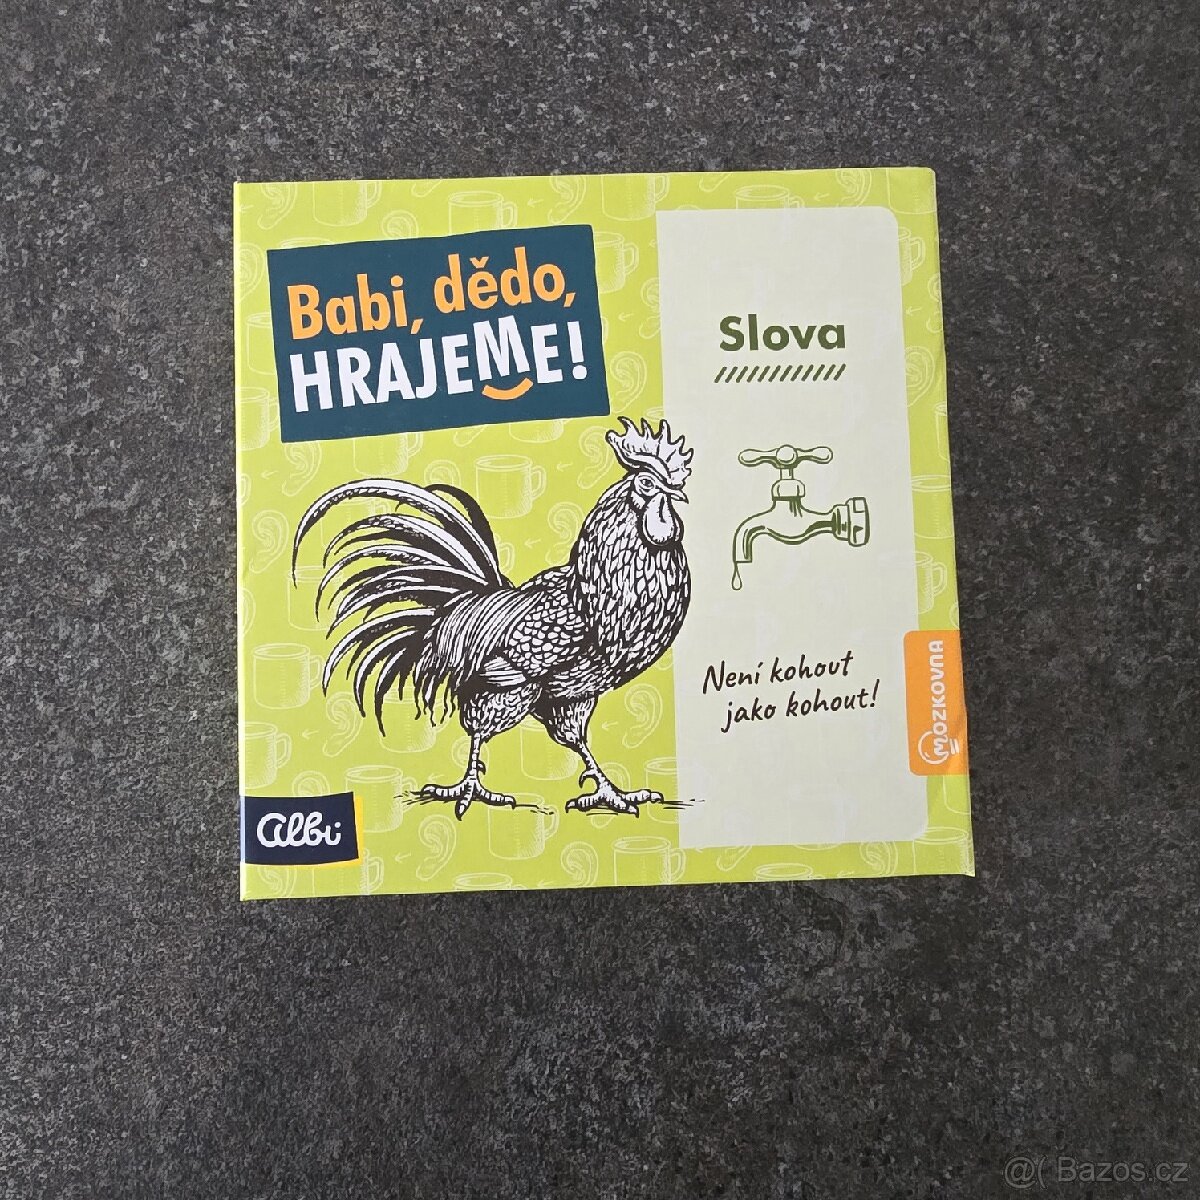 Babi, dědo,
HRAJEME!
Slova
Není kohout
jako kohout!
MOZKOVNA
albi
@( Bazos.cz